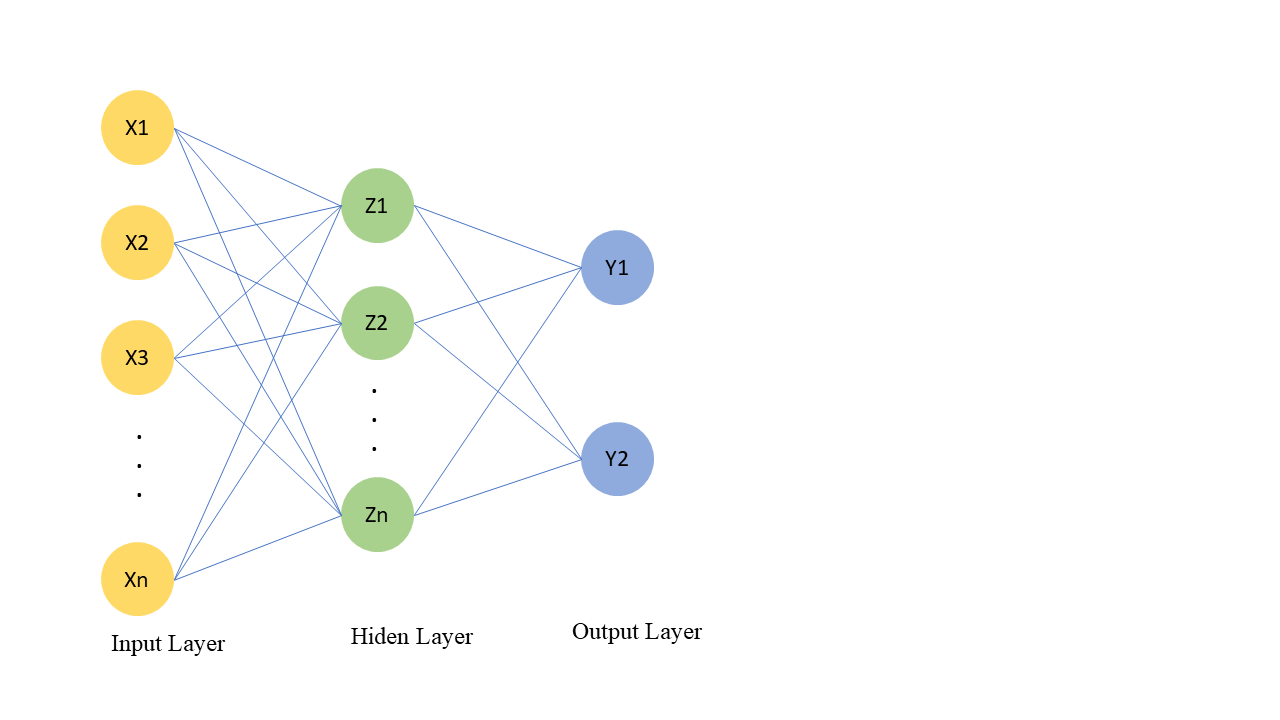 X1
X2
X3
.
.
.
Xn
Input Layer
Z1
Z2
.
.
.
Zn
Hiden Layer
Y1
Y2
Output Layer